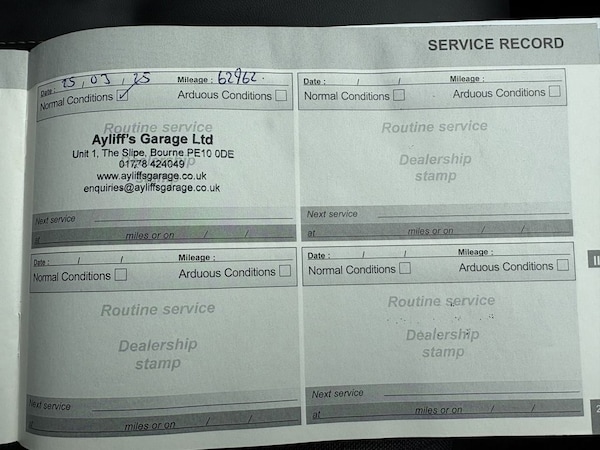 SERVICE RECORD
Date : 25 / 03 / 25 Mileage : 62962.
Normal Conditions ☑ Arduous Conditions ☐
Routine service
Ayliff's Garage Ltd
Unit 1, The Slipe, Bourne PE10 0DE
Dealership
01778 424049
stamp
www.ayliffsgarage.co.uk
enquiries@ayliffsgarage.co.uk
Next service
at miles or on / /
Date : / / Mileage :
Normal Conditions ☐ Arduous Conditions ☐
Routine service
Dealership
stamp
Next service
at miles or on / /
Date : / / Mileage :
Normal Conditions ☐ Arduous Conditions ☐
Routine service
Dealership
stamp
Next service
at miles or on / /
Date : / / Mileage :
Normal Conditions ☐ Arduous Conditions ☐
Routine service
Dealership
stamp
Next service
at miles or on / /